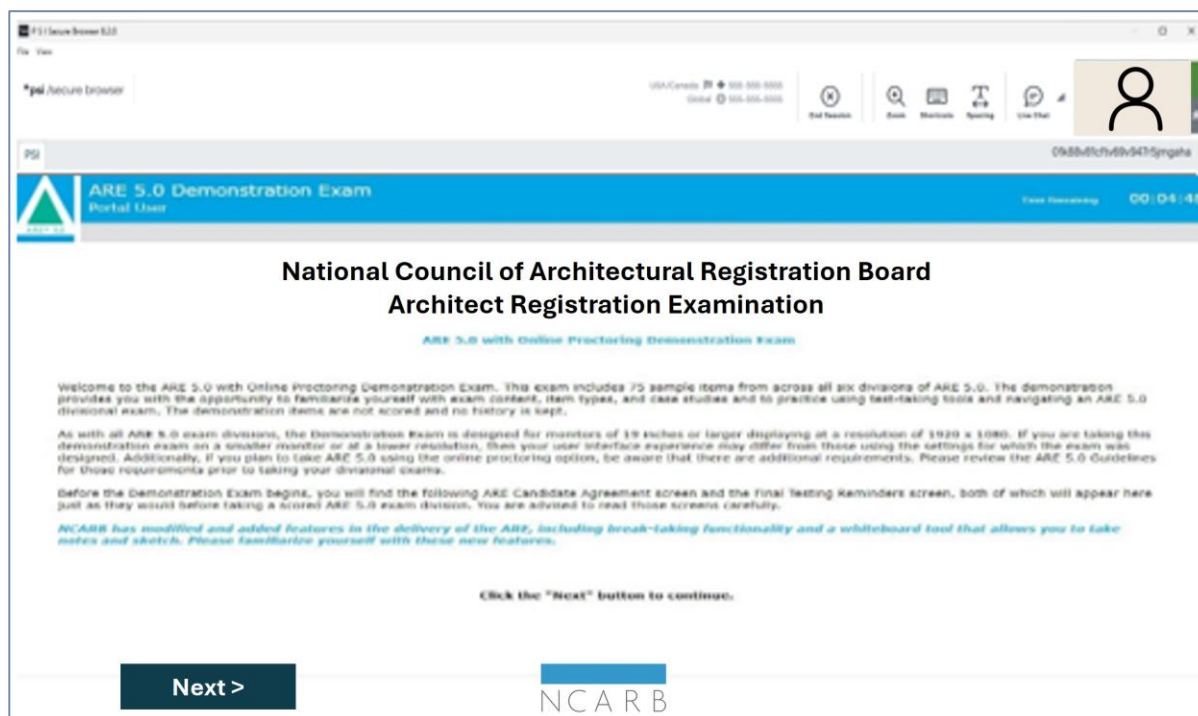 PSI Secure Browser
File View
*psi /secure browser
USA/Canada 555-555-5555
Global 555-555-5555
End Session
Zoom
Shortcuts
Spacing
Live Chat
PSI
ARE 5.0 Demonstration Exam
Portal User
Time Remaining 00:04:48
National Council of Architectural Registration Board
Architect Registration Examination
ARE 5.0 with Online Proctoring Demonstration Exam
Welcome to the ARE 5.0 with Online Proctoring Demonstration Exam. This exam includes 75 sample items from across all six divisions of ARE 5.0. The demonstration
provides you with the opportunity to familiarize yourself with exam content, item types, and case studies and to practice using test-taking tools and navigating an ARE 5.0
divisional exam. The demonstration items are not scored and no history is kept.
As with all ARE 5.0 exam divisions, the Demonstration Exam is designed for monitors of 19 inches or larger displaying at a resolution of 1920 x 1080. If you are taking this
demonstration exam on a smaller monitor or at a lower resolution, then your user interface experience may differ from those using the settings for which the exam was
designed. Additionally, if you plan to take ARE 5.0 using the online proctoring option, be aware that there are additional requirements. Please review the ARE 5.0 Guidelines
for those requirements prior to taking your divisional exams.
Before the Demonstration Exam begins, you will find the following ARE Candidate Agreement screen and the Final Testing Reminders screen, both of which will appear here
just as they would before taking a scored ARE 5.0 exam division. You are advised to read those screens carefully.
NCARB has modified and added features in the delivery of the ARE, including break-taking functionality and a whiteboard tool that allows you to take
notes and sketch. Please familiarize yourself with these new features.
Click the "Next" button to continue.
Next >
NCARB